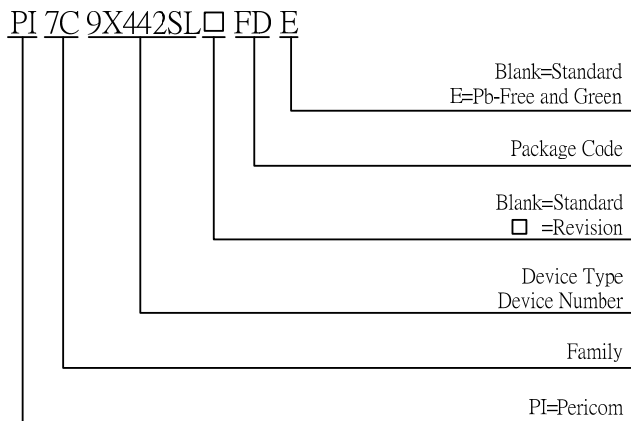 PI 7C 9X442SL□ FD E
Blank=Standard
E=Pb-Free and Green
Package Code
Blank=Standard
□ =Revision
Device Type
Device Number
Family
PI=Pericom